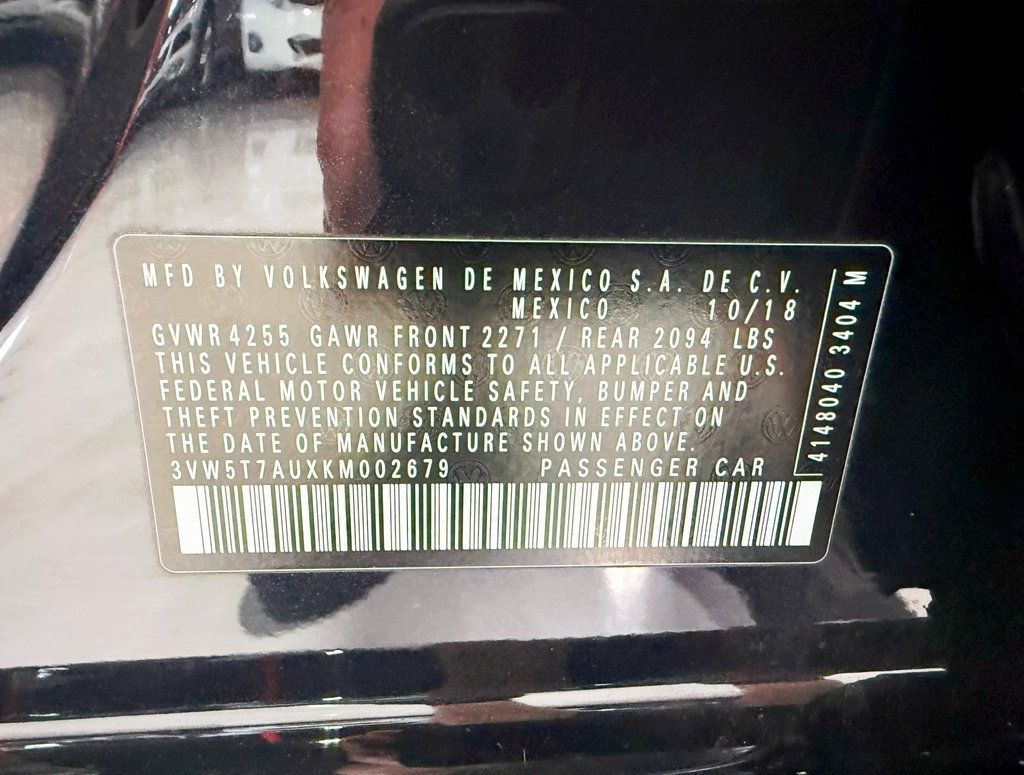 MFD BY VOLKSWAGEN DE MEXICO S.A. DE C.V.
MEXICO 10/18
GVWR 4255 GAWR FRONT 2271 / REAR 2094 LBS
THIS VEHICLE CONFORMS TO ALL APPLICABLE U.S.
FEDERAL MOTOR VEHICLE SAFETY, BUMPER AND
THEFT PREVENTION STANDARDS IN EFFECT ON
THE DATE OF MANUFACTURE SHOWN ABOVE.
3VW5T7AUXKM002679 PASSENGER CAR
4148040 3404 M